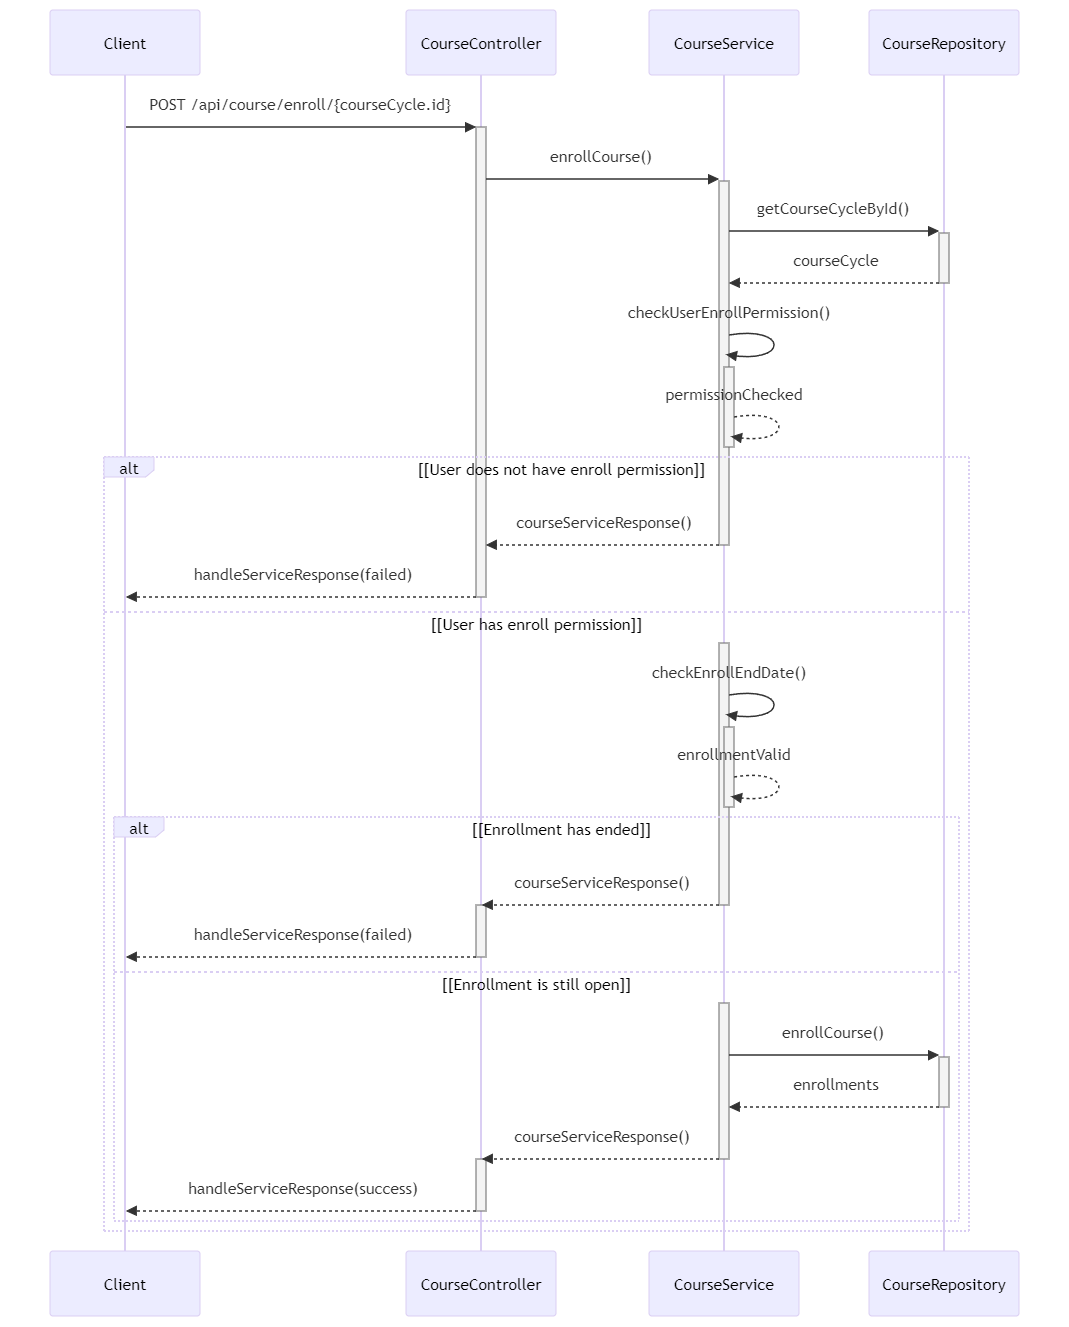 Client
CourseController
CourseService
CourseRepository
POST /api/course/enroll/{courseCycle.id}
enrollCourse()
getCourseCycleById()
courseCycle
checkUserEnrollPermission()
permissionChecked
alt
[[User does not have enroll permission]]
courseServiceResponse()
handleServiceResponse(failed)
[[User has enroll permission]]
checkEnrollEndDate()
enrollmentValid
alt
[[Enrollment has ended]]
courseServiceResponse()
handleServiceResponse(failed)
[[Enrollment is still open]]
enrollCourse()
enrollments
courseServiceResponse()
handleServiceResponse(success)
Client
CourseController
CourseService
CourseRepository